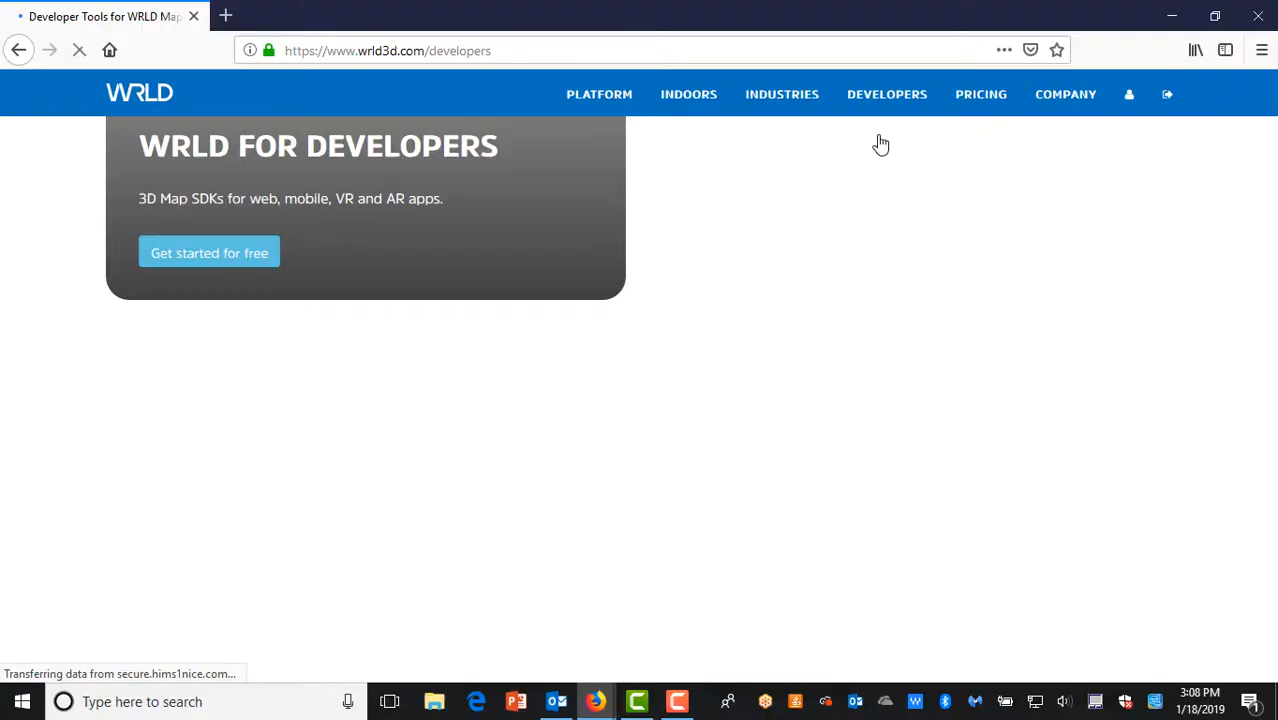 Developer Tools for WRLD Map
https://www.wrld3d.com/developers
WRLD
PLATFORM INDOORS INDUSTRIES DEVELOPERS PRICING COMPANY
WRLD FOR DEVELOPERS
3D Map SDKs for web, mobile, VR and AR apps.
Get started for free
Transferring data from secure.hims1nice.com...
Type here to search
3:08 PM
1/18/2019